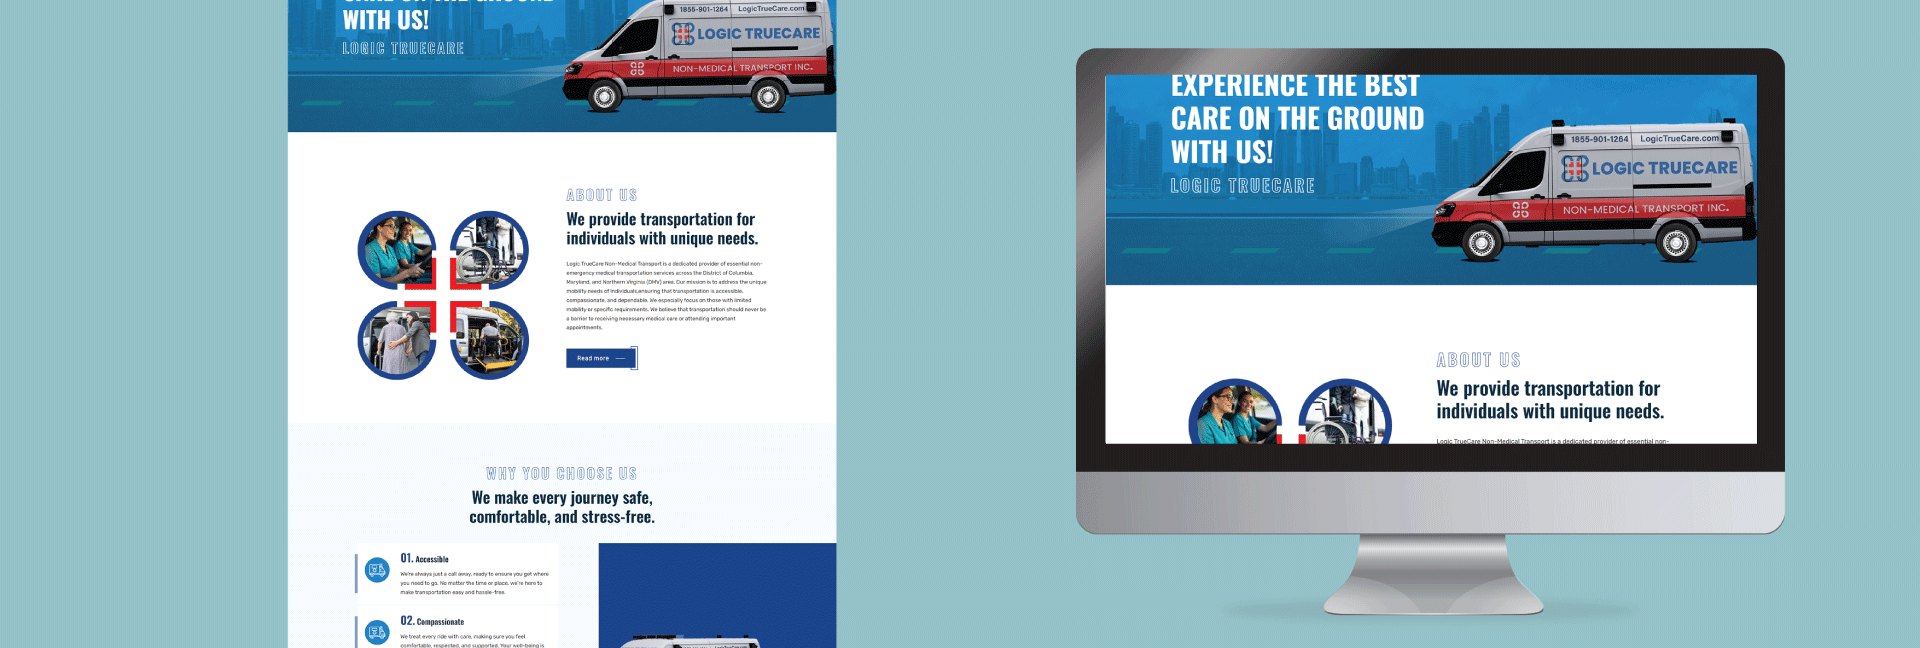 WITH US!
LOGIC TRUECARE
1855-901-1264 LogicTrueCare.com
LOGIC TRUECARE
NON-MEDICAL TRANSPORT INC.
ABOUT US
We provide transportation for
individuals with unique needs.
Logic TrueCare Non-Medical Transport is a dedicated provider of essential non-
emergency medical transportation services across the District of Columbia,
Maryland, and Northern Virginia (DMV) area. Our mission is to address the unique
mobility needs of individuals,ensuring that transportation is accessible,
compassionate, and dependable. We especially focus on those with limited
mobility or specific requirements. We believe that transportation should never be
a barrier to receiving necessary medical care or attending important
appointments.
Read more
WHY YOU CHOOSE US
We make every journey safe,
comfortable, and stress-free.
01. Accessible
We're always just a call away, ready to ensure you get where
you need to go. No matter the time or place, we're here to
make transportation easy and hassle-free.
02. Compassionate
We treat every ride with care, making sure you feel
comfortable, respected, and supported. Your well-being is
EXPERIENCE THE BEST
CARE ON THE GROUND
WITH US!
LOGIC TRUECARE
1855-901-1264 LogicTrueCare.com
LOGIC TRUECARE
NON-MEDICAL TRANSPORT INC.
ABOUT US
We provide transportation for
individuals with unique needs.
Logic TrueCare Non-Medical Transport is a dedicated provider of essential non-